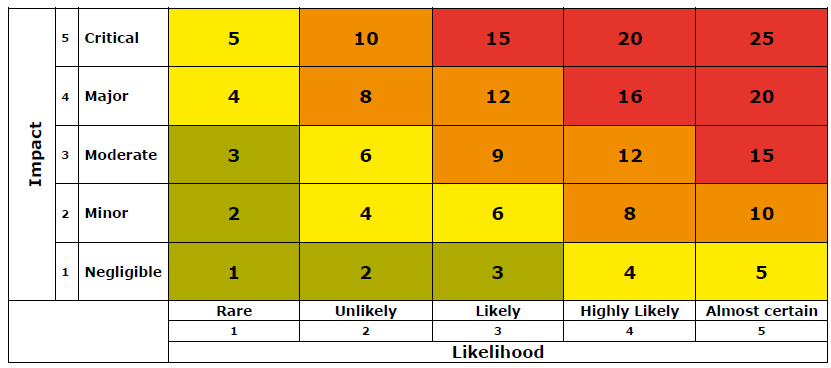 Impact
5 Critical 5 10 15 20 25
4 Major 4 8 12 16 20
3 Moderate 3 6 9 12 15
2 Minor 2 4 6 8 10
1 Negligible 1 2 3 4 5
Rare Unlikely Likely Highly Likely Almost certain
1 2 3 4 5
Likelihood